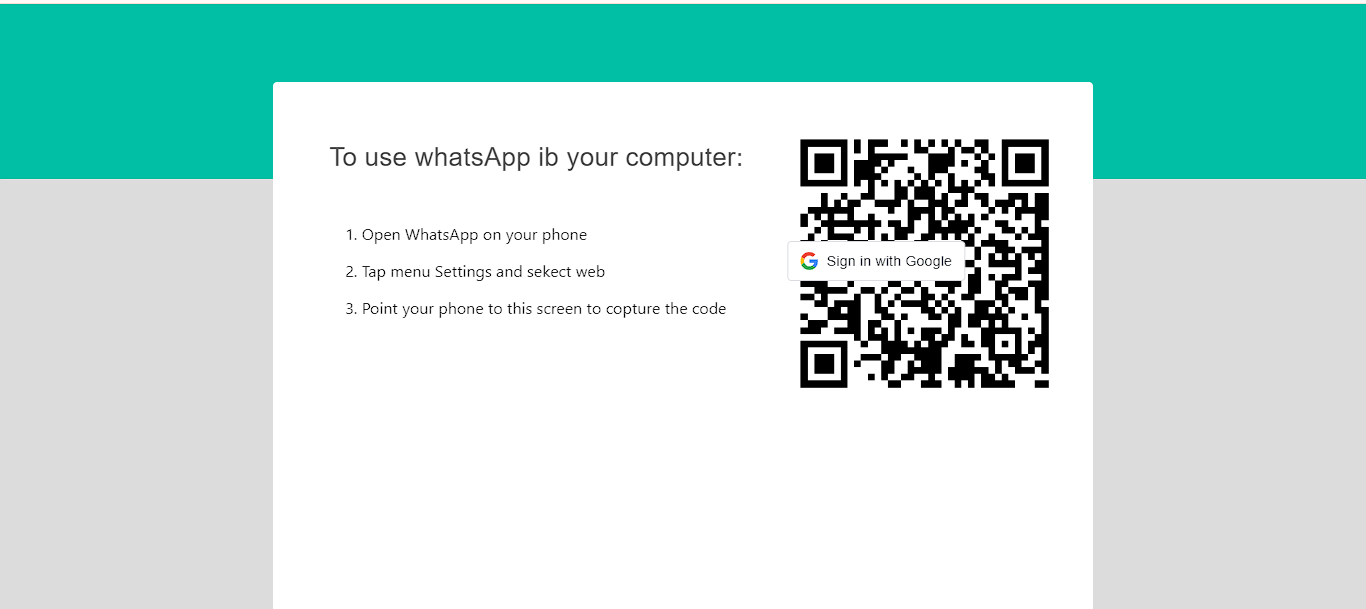 To use whatsApp ib your computer:
1. Open WhatsApp on your phone
2. Tap menu Settings and sekect web
3. Point your phone to this screen to copture the code
Sign in with Google